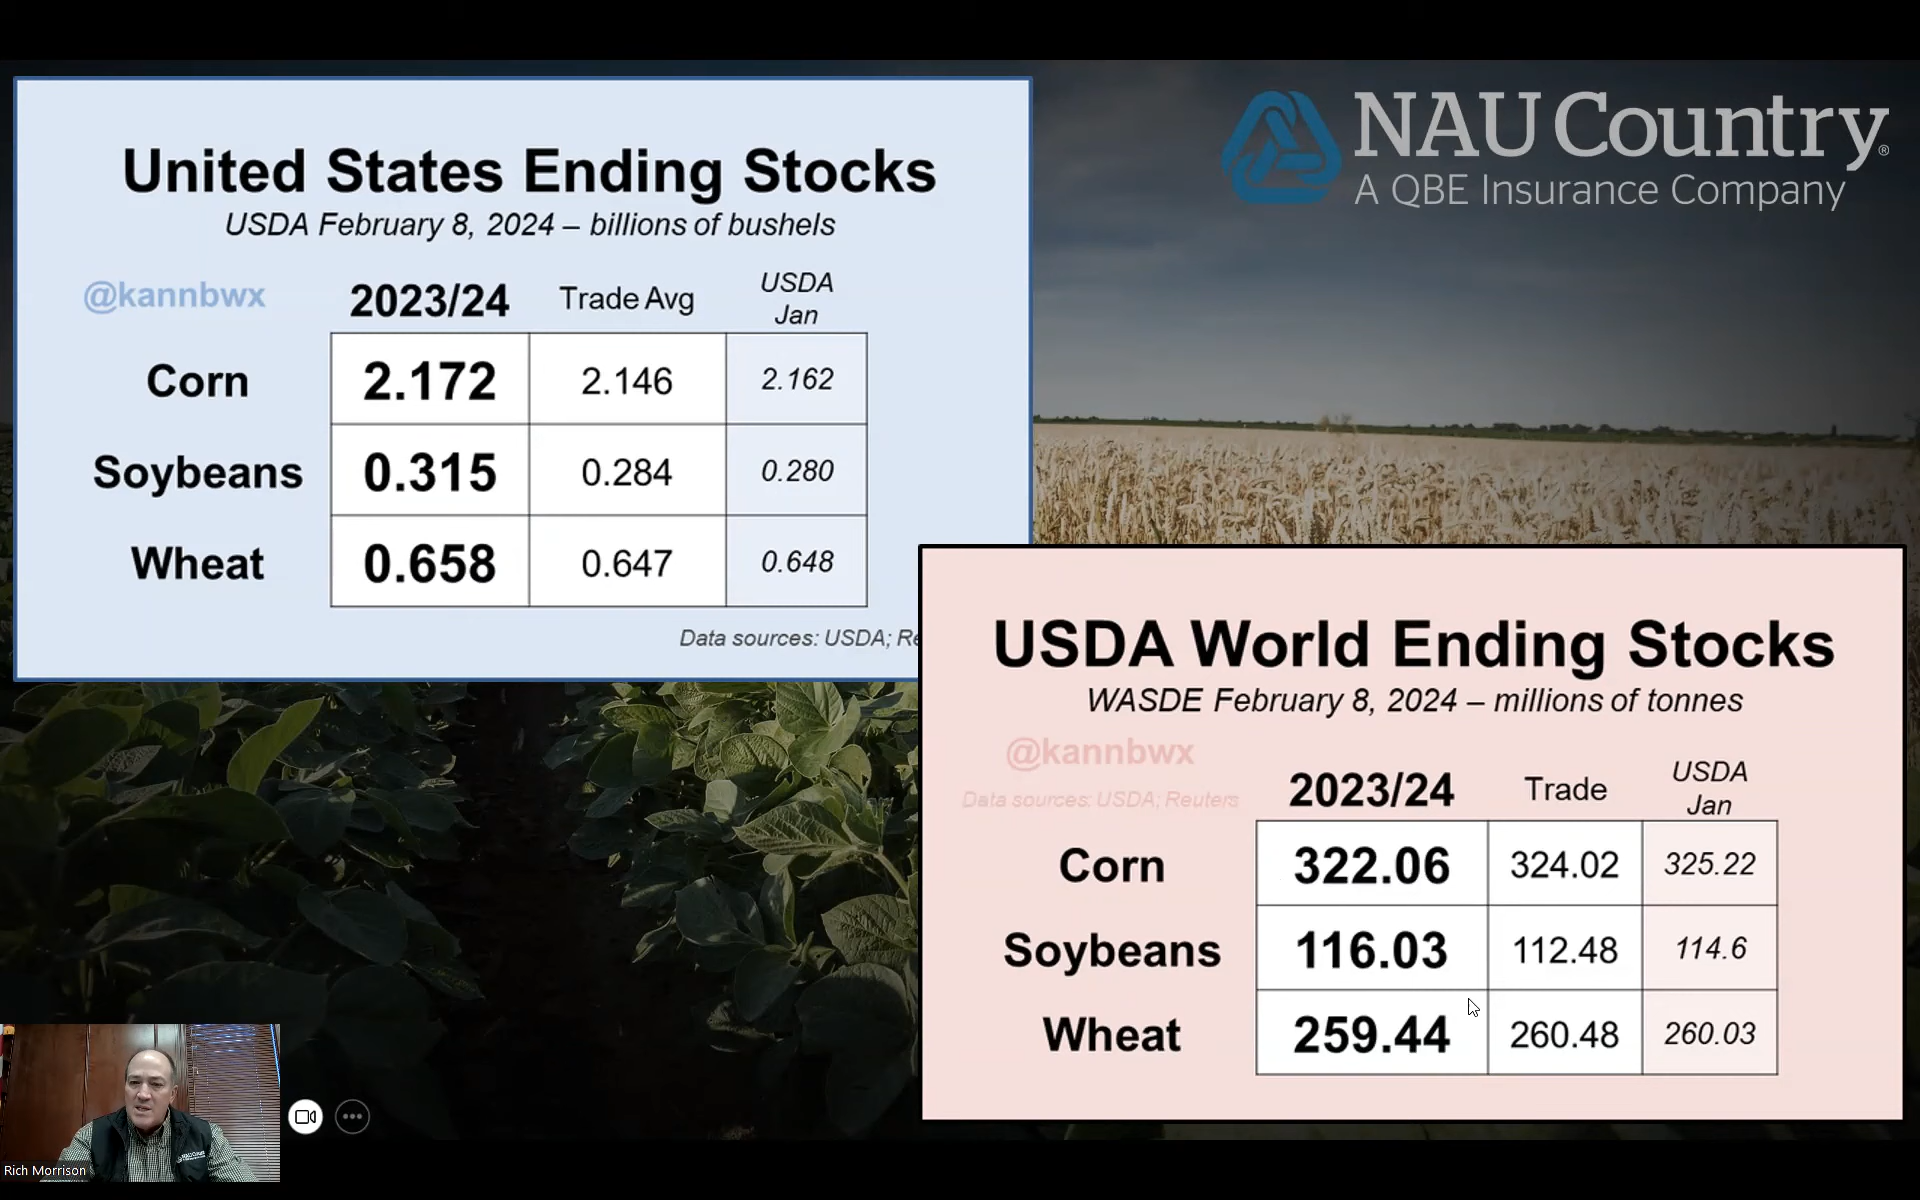 United States Ending Stocks
USDA February 8, 2024 – billions of bushels
@kannbwx
2023/24 Trade Avg USDA Jan
Corn 2.172 2.146 2.162
Soybeans 0.315 0.284 0.280
Wheat 0.658 0.647 0.648
Data sources: USDA; Re
NAU Country®
A QBE Insurance Company
USDA World Ending Stocks
WASDE February 8, 2024 – millions of tonnes
@kannbwx
Data sources: USDA; Reuters
2023/24 Trade USDA Jan
Corn 322.06 324.02 325.22
Soybeans 116.03 112.48 114.6
Wheat 259.44 260.48 260.03
Rich Morrison